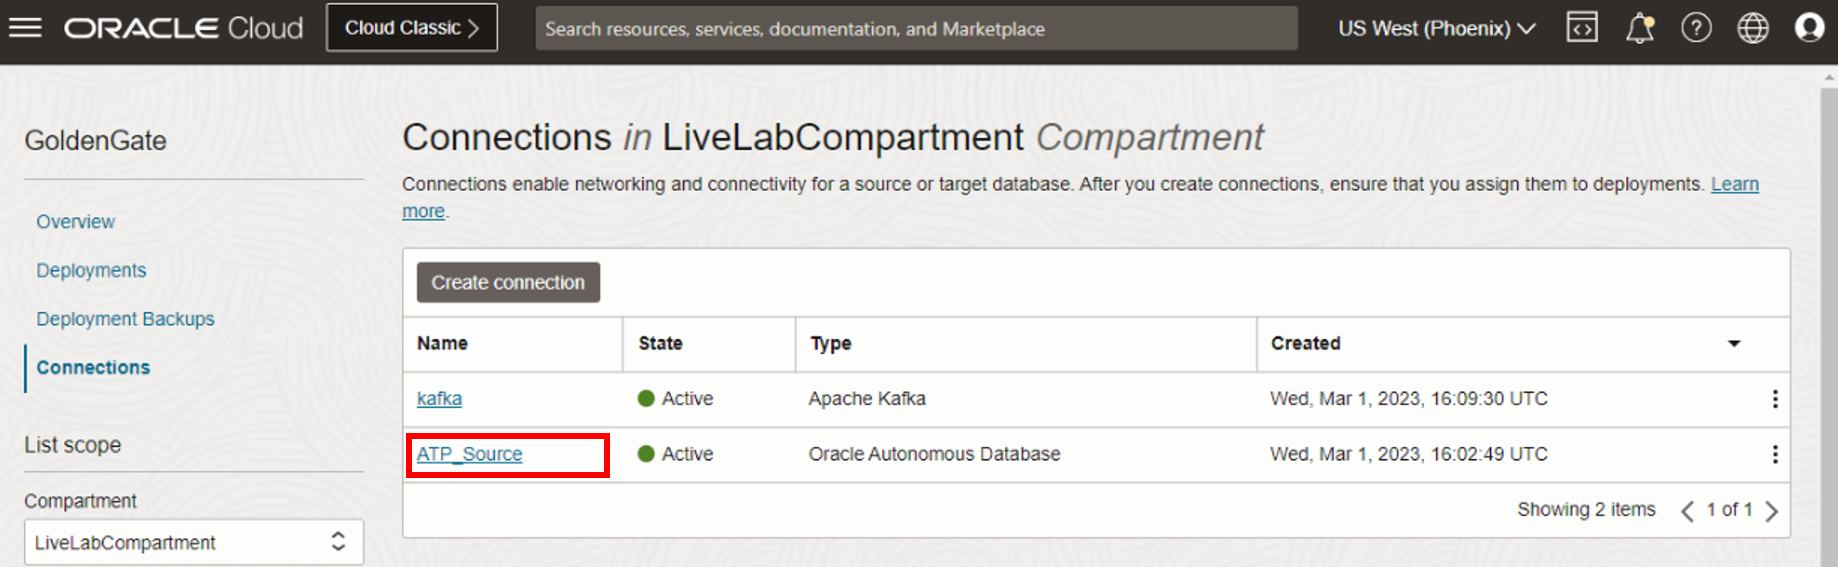 ORACLE Cloud
Cloud Classic
Search resources, services, documentation, and Marketplace
US West (Phoenix)
GoldenGate
Overview
Deployments
Deployment Backups
Connections
List scope
Compartment
LiveLabCompartment
Connections in LiveLabCompartment Compartment
Connections enable networking and connectivity for a source or target database. After you create connections, ensure that you assign them to deployments. Learn
more.
Create connection
Name State Type Created
kafka Active Apache Kafka Wed, Mar 1, 2023, 16:09:30 UTC
ATP_Source Active Oracle Autonomous Database Wed, Mar 1, 2023, 16:02:49 UTC
Showing 2 items 1 of 1